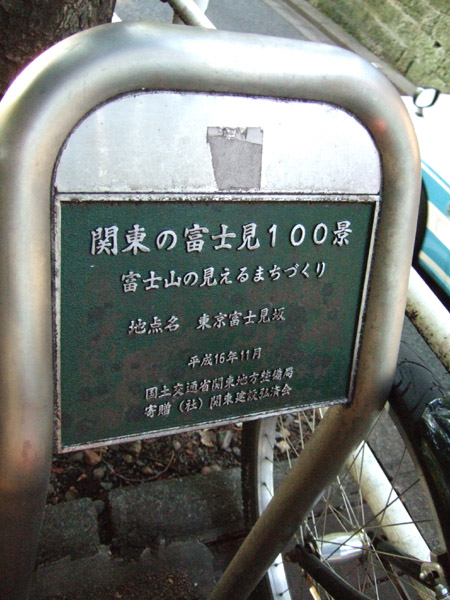 関東の富士見100景
富士山の見えるまちづくり
地点名 東京富士見坂
平成16年11月
国土交通省関東地方整備局
寄贈（社）関東建設弘済会